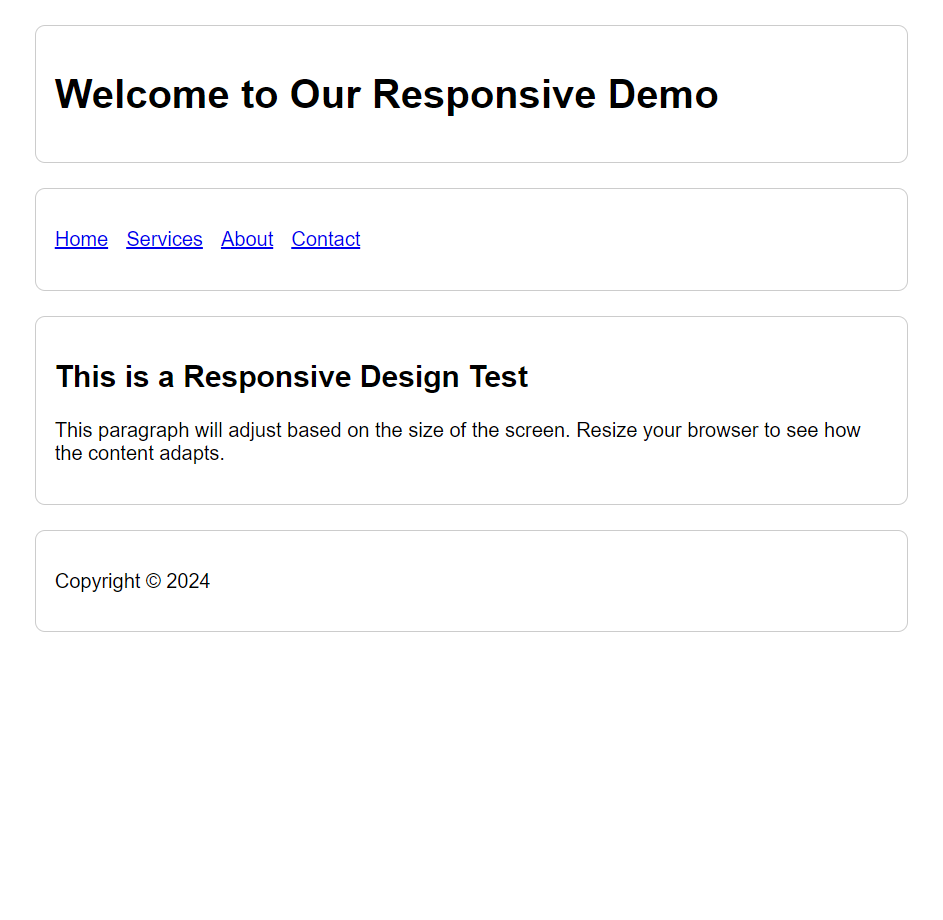 Welcome to Our Responsive Demo
Home Services About Contact
This is a Responsive Design Test
This paragraph will adjust based on the size of the screen. Resize your browser to see how
the content adapts.
Copyright © 2024